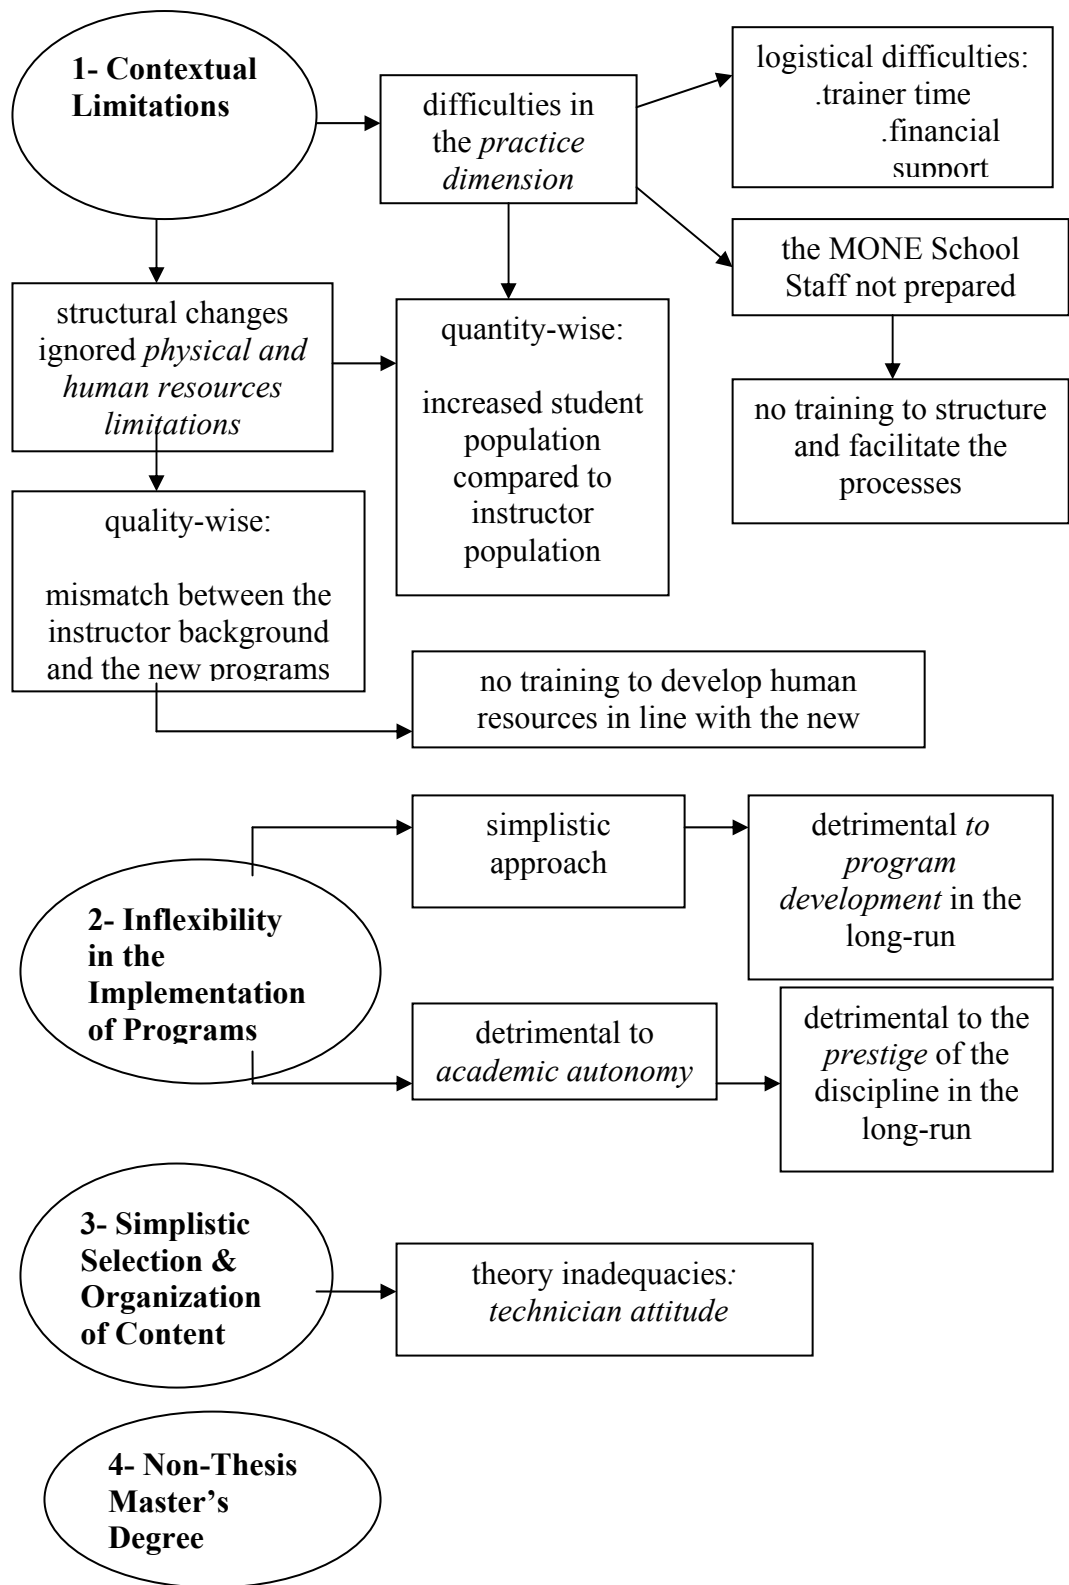 1- Contextual
Limitations
difficulties in
the practice
dimension
logistical difficulties:
.trainer time
.financial
support
the MONE School
Staff not prepared
no training to structure
and facilitate the
processes
structural changes
ignored physical and
human resources
limitations
quantity-wise:
increased student
population
compared to
instructor
population
quality-wise:
mismatch between the
instructor background
and the new programs
no training to develop human
resources in line with the new
2- Inflexibility
in the
Implementation
of Programs
simplistic
approach
detrimental to
program
development in the
long-run
detrimental to
academic autonomy
detrimental to the
prestige of the
discipline in the
long-run
3- Simplistic
Selection &
Organization
of Content
theory inadequacies:
technician attitude
4- Non-Thesis
Master’s
Degree